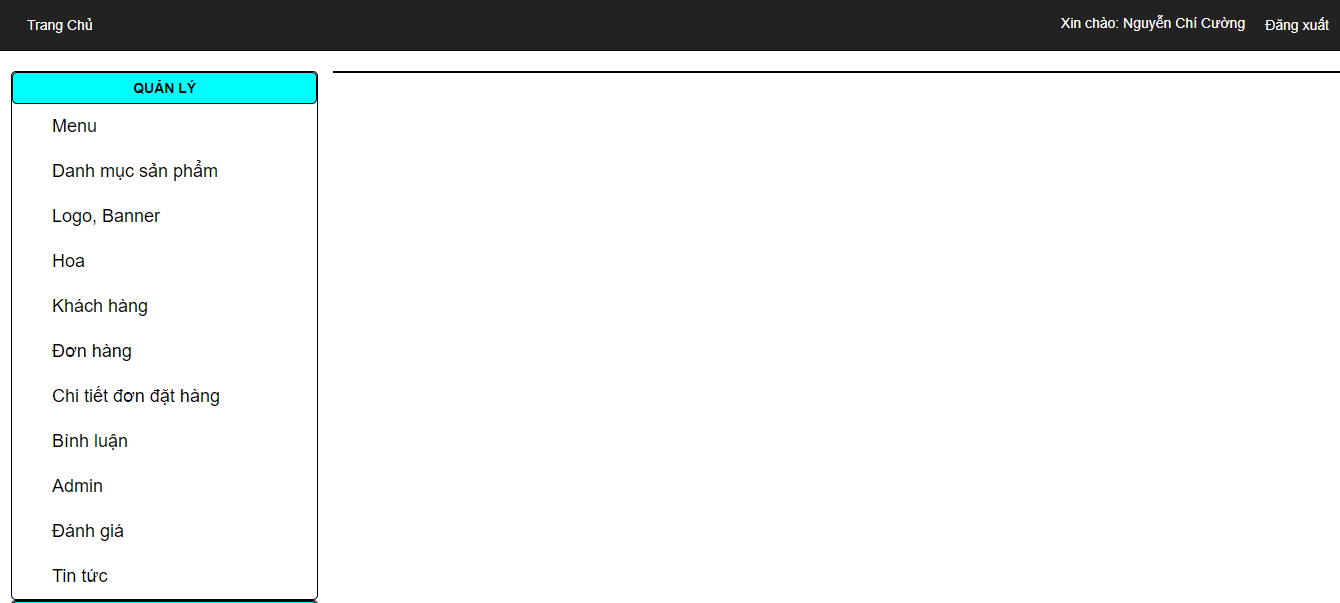 Trang Chủ
Xin chào: Nguyễn Chí Cường
Đăng xuất
QUẢN LÝ
Menu
Danh mục sản phẩm
Logo, Banner
Hoa
Khách hàng
Đơn hàng
Chi tiết đơn đặt hàng
Bình luận
Admin
Đánh giá
Tin tức